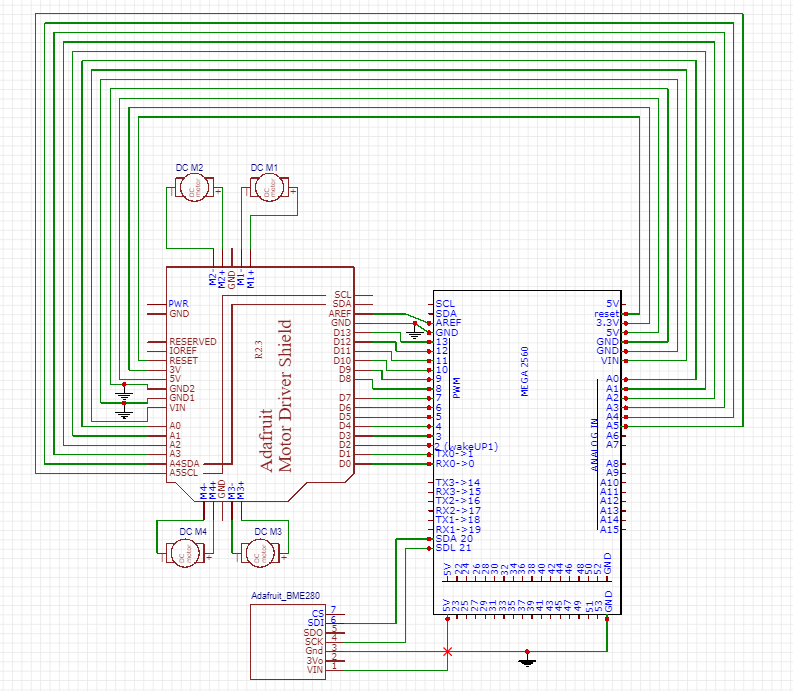 DC M2
DC M1
DC
motor
+
DC
motor
+
M2-
M2+
GND
M1-
M1+
PWR
GND
RESERVED
IOREF
RESET
3V
5V
GND2
GND1
VIN
A0
A1
A2
A3
A4SDA
A5SCL
R2.3
Adafruit
Motor Driver Shield
SCL
SDA
AREF
GND
D13
D12
D11
D10
D9
D8
D7
D6
D5
D4
D3
D2
D1
D0
M4-
M4+
GND
M3-
M3+
DC M4
DC M3
DC
motor
+
DC
motor
+
SCL
SDA
AREF
GND
13
12
11
10
9
8
7
6
5
4
3
2 (wakeUP1)
TX0->1
RX0->0
TX3->14
RX3->15
TX2->16
RX2->17
TX1->18
RX1->19
SDA 20
SDL 21
PWM
MEGA 2560
ANALOG IN
5V
reset
3.3V
5V
GND
GND
VIN
A0
A1
A2
A3
A4
A5
A6
A7
A8
A9
A10
A11
A12
A13
A14
A15
5V
22
24
26
28
30
32
34
36
38
40
42
44
46
48
50
52
GND
5V
23
25
27
29
31
33
35
37
39
41
43
45
47
49
51
53
GND
Adafruit_BME280
CS 7
SDI 6
SDO 5
SCK 4
Gnd 3
3Vo 2
VIN 1